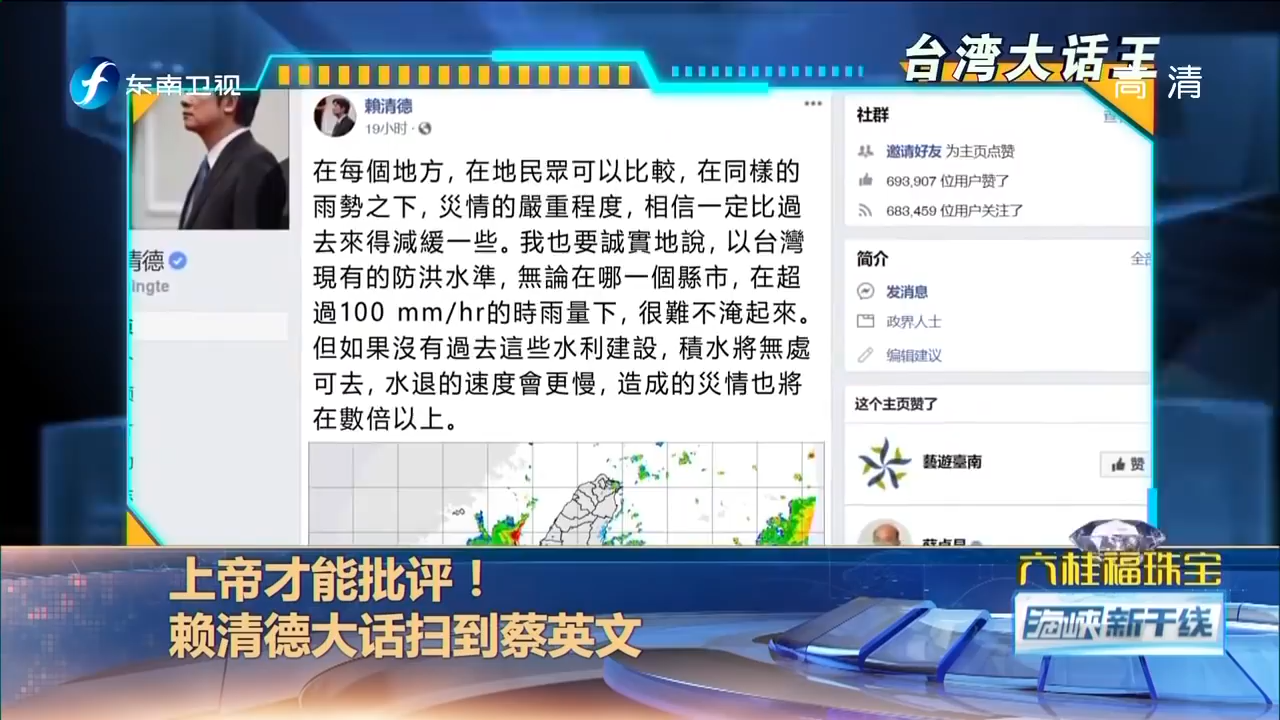 台湾大话王
东南卫视
高清
賴清德
19小时
在每個地方，在地民眾可以比較，在同樣的
雨勢之下，災情的嚴重程度，相信一定比過
去來得減緩一些。我也要誠實地說，以台灣
現有的防洪水準，無論在哪一個縣市，在超
過100 mm/hr的時雨量下，很難不淹起來。
但如果沒有過去這些水利建設，積水將無處
可去，水退的速度會更慢，造成的災情也將
在數倍以上。
清德
ingte
社群
邀请好友 为主页点赞
693,907 位用户赞了
683,459 位用户关注了
简介
全部
发消息
政界人士
编辑建议
这个主页赞了
藝遊臺南
赞
上帝才能批评！
赖清德大话扫到蔡英文
六桂福珠宝
海峡新干线